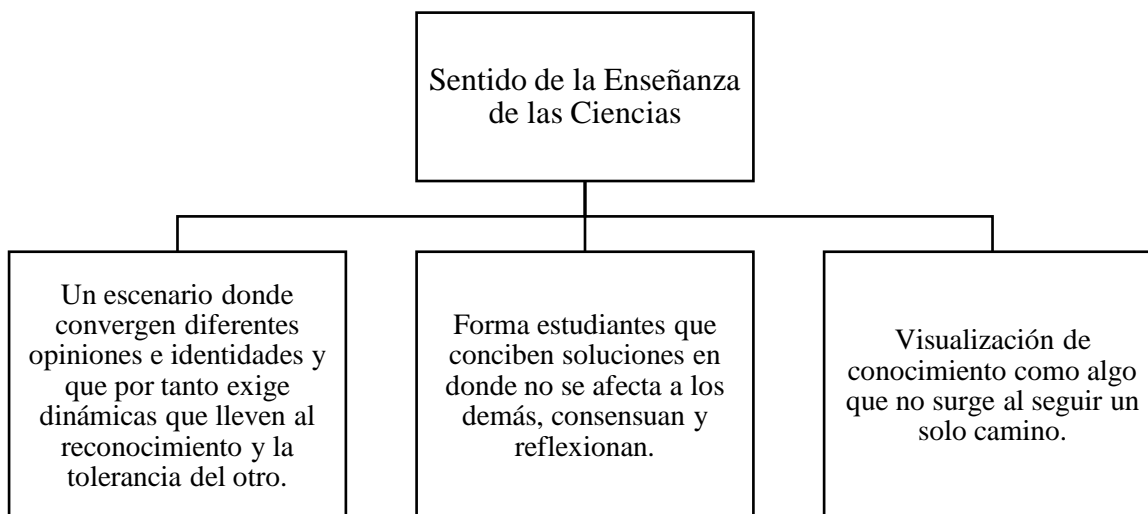 Sentido de la Enseñanza
de las Ciencias
Un escenario donde
convergen diferentes
opiniones e identidades y
que por tanto exige
dinámicas que lleven al
reconocimiento y la
tolerancia del otro.
Forma estudiantes que
conciben soluciones en
donde no se afecta a los
demás, consensuan y
reflexionan.
Visualización de
conocimiento como algo
que no surge al seguir un
solo camino.